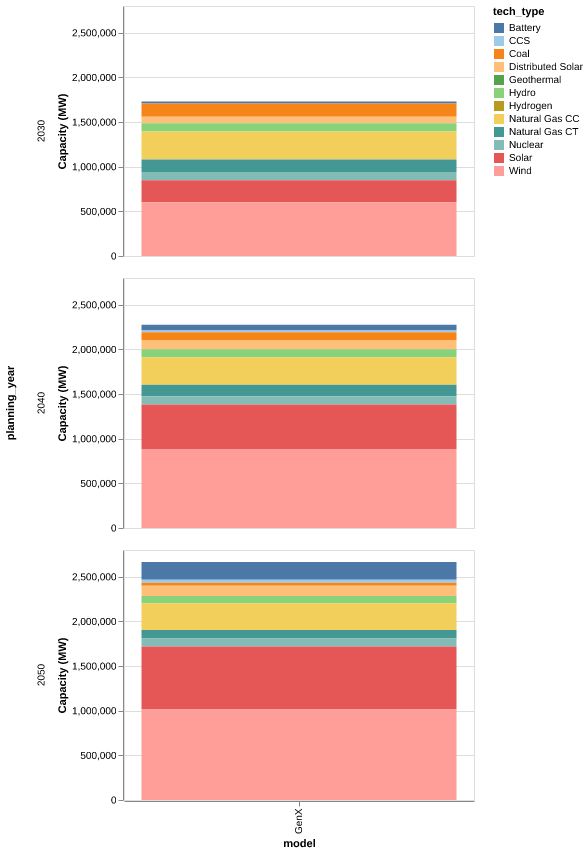 tech_type
Battery
CCS
Coal
Distributed Solar
Geothermal
Hydro
Hydrogen
Natural Gas CC
Natural Gas CT
Nuclear
Solar
Wind
planning_year
2030
Capacity (MW)
2,500,000
2,000,000
1,500,000
1,000,000
500,000
0
2040
Capacity (MW)
2,500,000
2,000,000
1,500,000
1,000,000
500,000
0
2050
Capacity (MW)
2,500,000
2,000,000
1,500,000
1,000,000
500,000
0
GenX
model